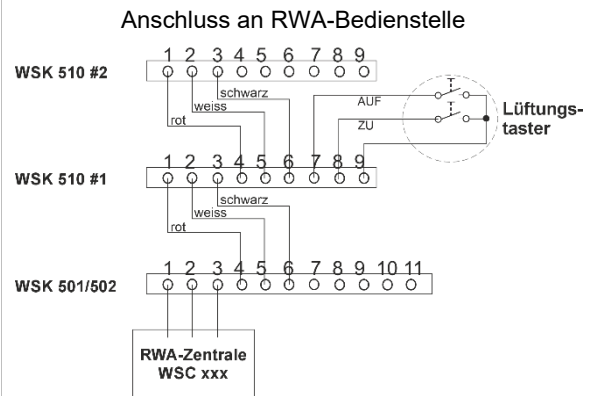 Anschluss an RWA-Bedienstelle
1 2 3 4 5 6 7 8 9
WSK 510 #2
schwarz
weiss
rot
AUF
ZU
Lüftungs-
taster
1 2 3 4 5 6 7 8 9
WSK 510 #1
schwarz
weiss
rot
1 2 3 4 5 6 7 8 9 10 11
WSK 501/502
RWA-Zentrale
WSC xxx